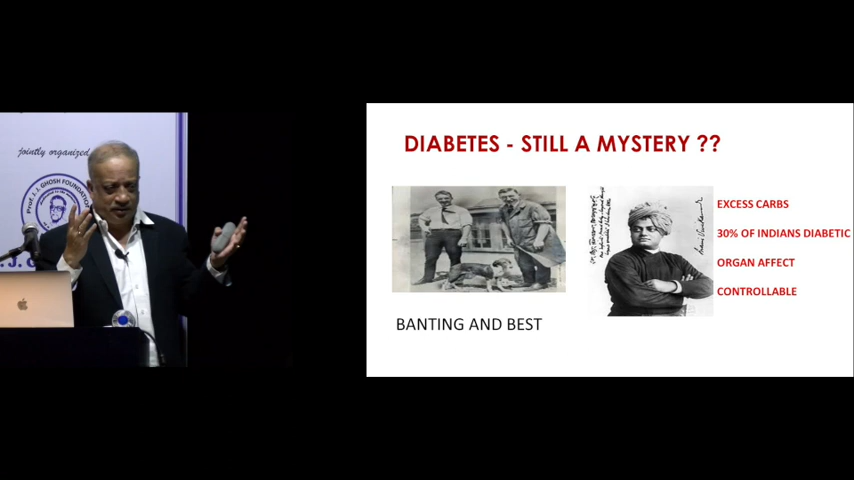 jointly organized
Prof. J. J. GHOSH FOUNDATION
J. G
DIABETES - STILL A MYSTERY ??
EXCESS CARBS
30% OF INDIANS DIABETIC
ORGAN AFFECT
CONTROLLABLE
BANTING AND BEST